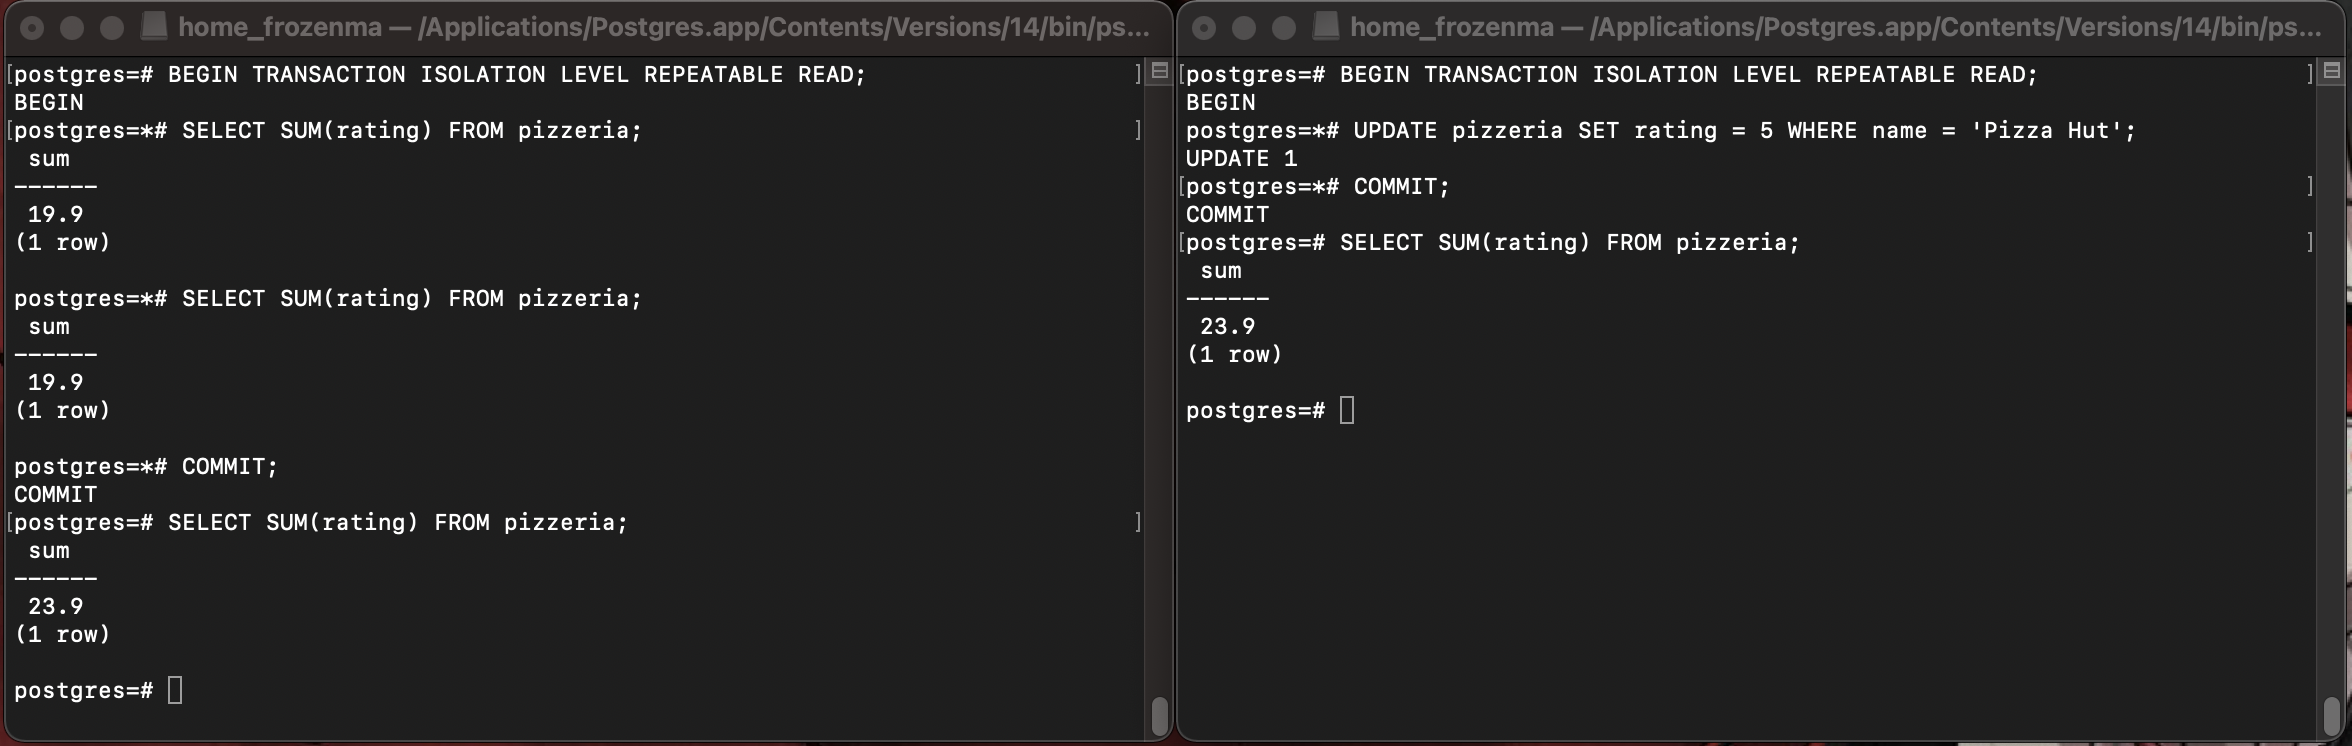 home_frozenma — /Applications/Postgres.app/Contents/Versions/14/bin/ps...
[postgres=# BEGIN TRANSACTION ISOLATION LEVEL REPEATABLE READ; ]
BEGIN
[postgres=*# SELECT SUM(rating) FROM pizzeria; ]
sum
------
19.9
(1 row)
postgres=*# SELECT SUM(rating) FROM pizzeria;
sum
------
19.9
(1 row)
postgres=*# COMMIT;
COMMIT
[postgres=# SELECT SUM(rating) FROM pizzeria; ]
sum
------
23.9
(1 row)
postgres=#
home_frozenma — /Applications/Postgres.app/Contents/Versions/14/bin/ps...
[postgres=# BEGIN TRANSACTION ISOLATION LEVEL REPEATABLE READ; ]
BEGIN
postgres=*# UPDATE pizzeria SET rating = 5 WHERE name = 'Pizza Hut';
UPDATE 1
[postgres=*# COMMIT; ]
COMMIT
[postgres=# SELECT SUM(rating) FROM pizzeria; ]
sum
------
23.9
(1 row)
postgres=#